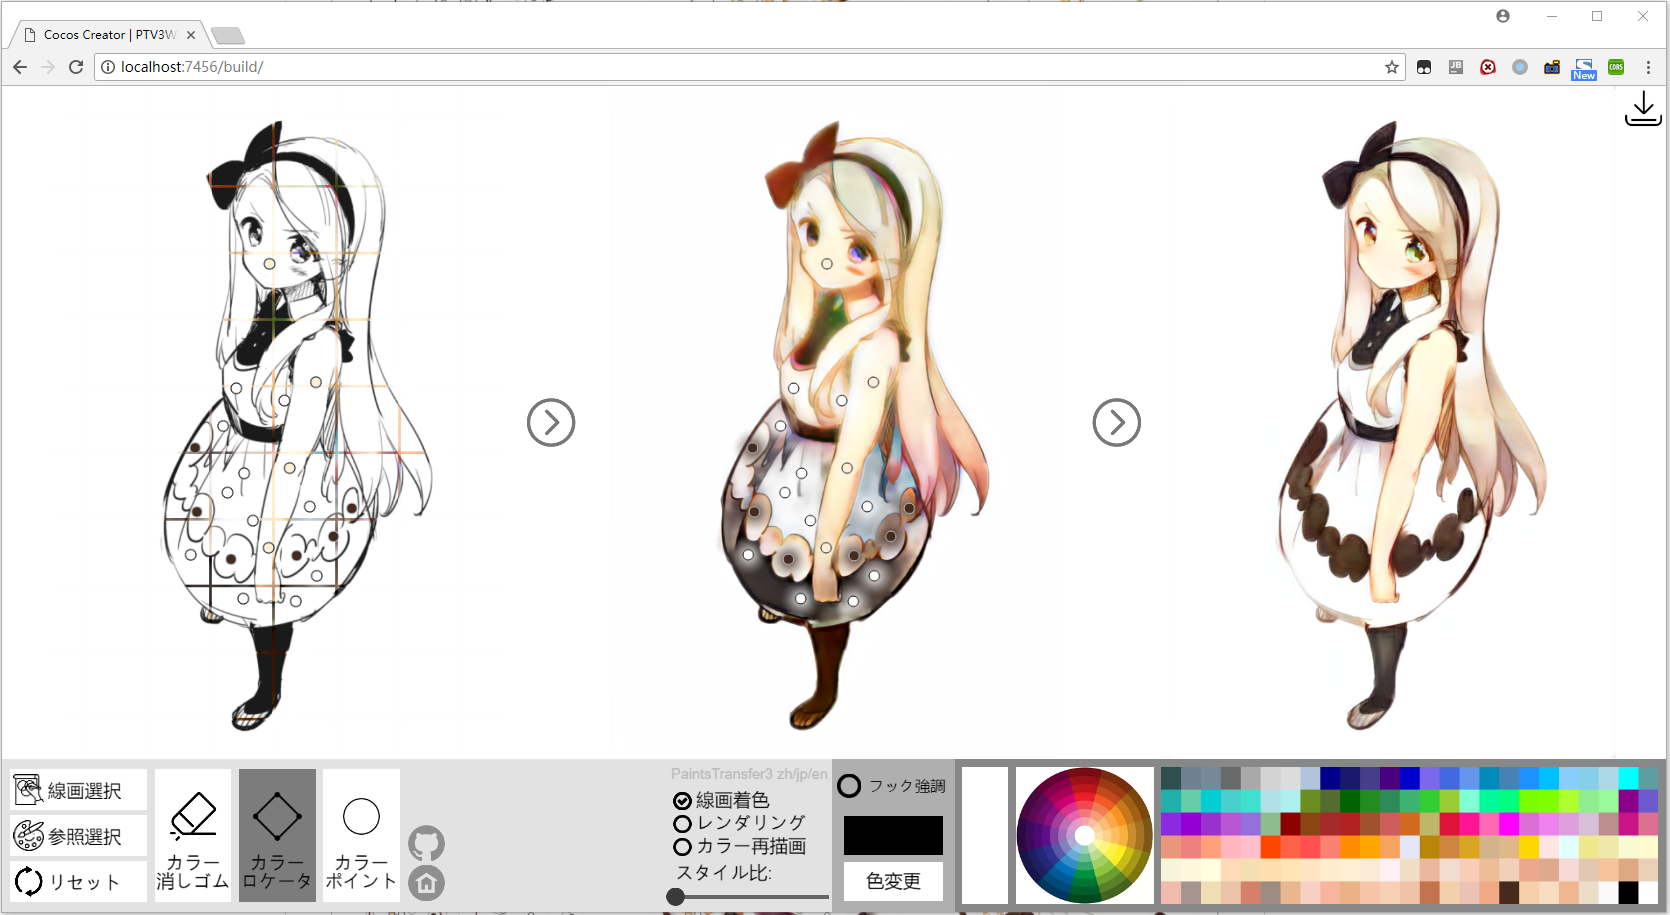 Cocos Creator | PTV3W
localhost:7456/build/
JB
New
CORS
線画選択
参照選択
リセット
カラー
消しゴム
カラー
ロケータ
カラー
ポイント
PaintsTransfer3 zh/jp/en
線画着色
レンダリング
カラー再描画
スタイル比:
フック強調
色変更